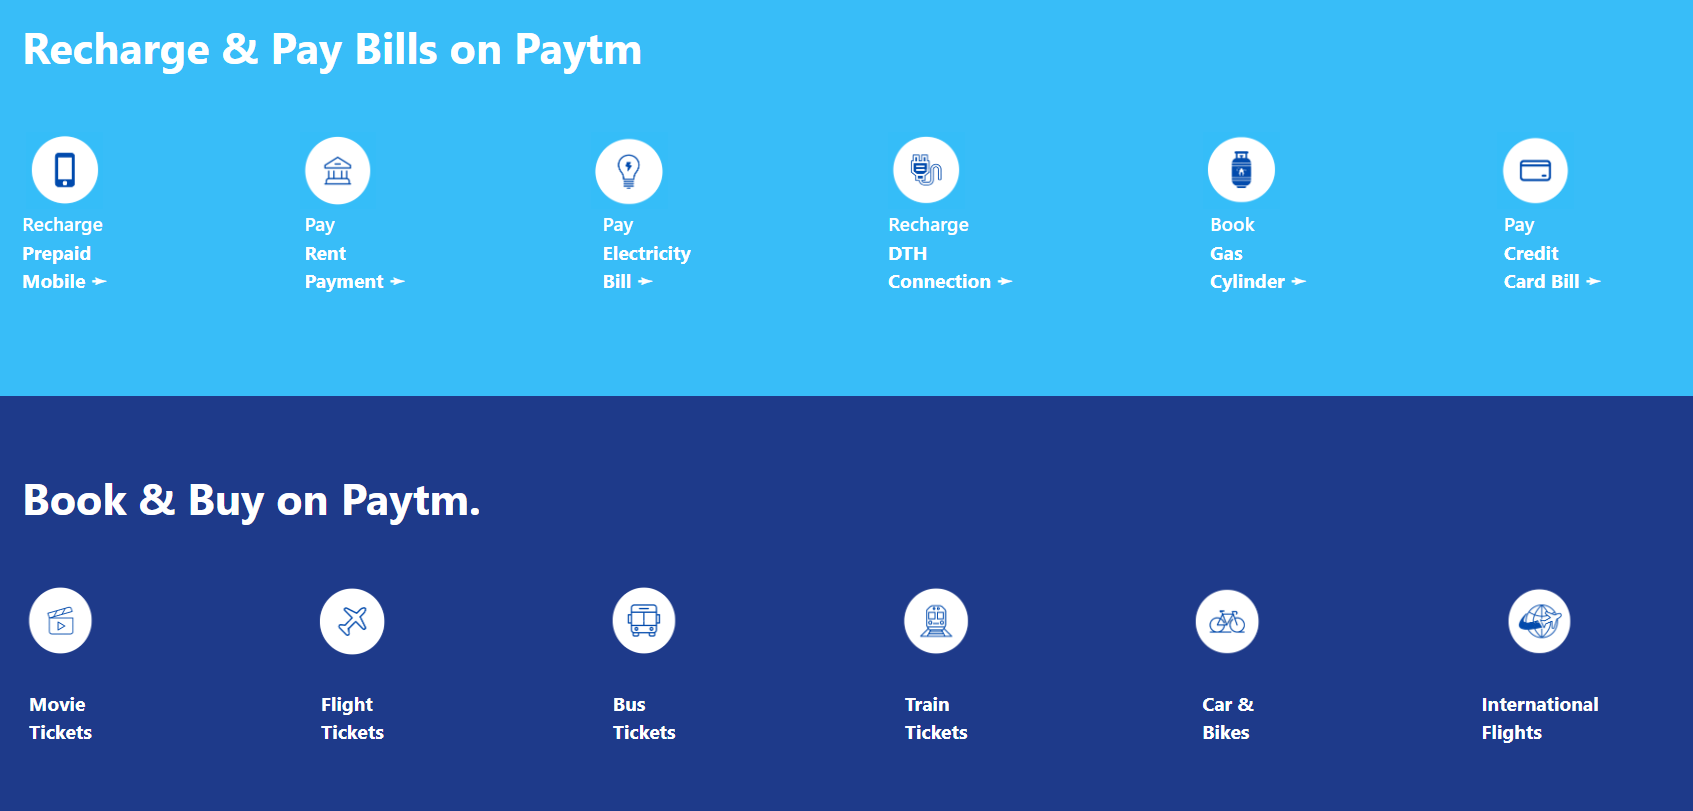 Recharge & Pay Bills on Paytm
Recharge
Prepaid
Mobile ➛
Pay
Rent
Payment ➛
Pay
Electricity
Bill ➛
Recharge
DTH
Connection ➛
Book
Gas
Cylinder ➛
Pay
Credit
Card Bill ➛
Book & Buy on Paytm.
Movie
Tickets
Flight
Tickets
Bus
Tickets
Train
Tickets
Car &
Bikes
International
Flights